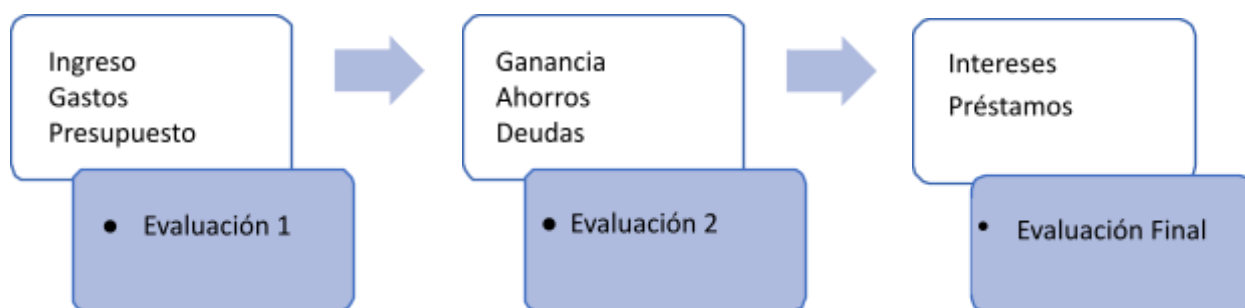 Ingreso
Gastos
Presupuesto
• Evaluación 1
Ganancia
Ahorros
Deudas
• Evaluación 2
Intereses
Préstamos
• Evaluación Final